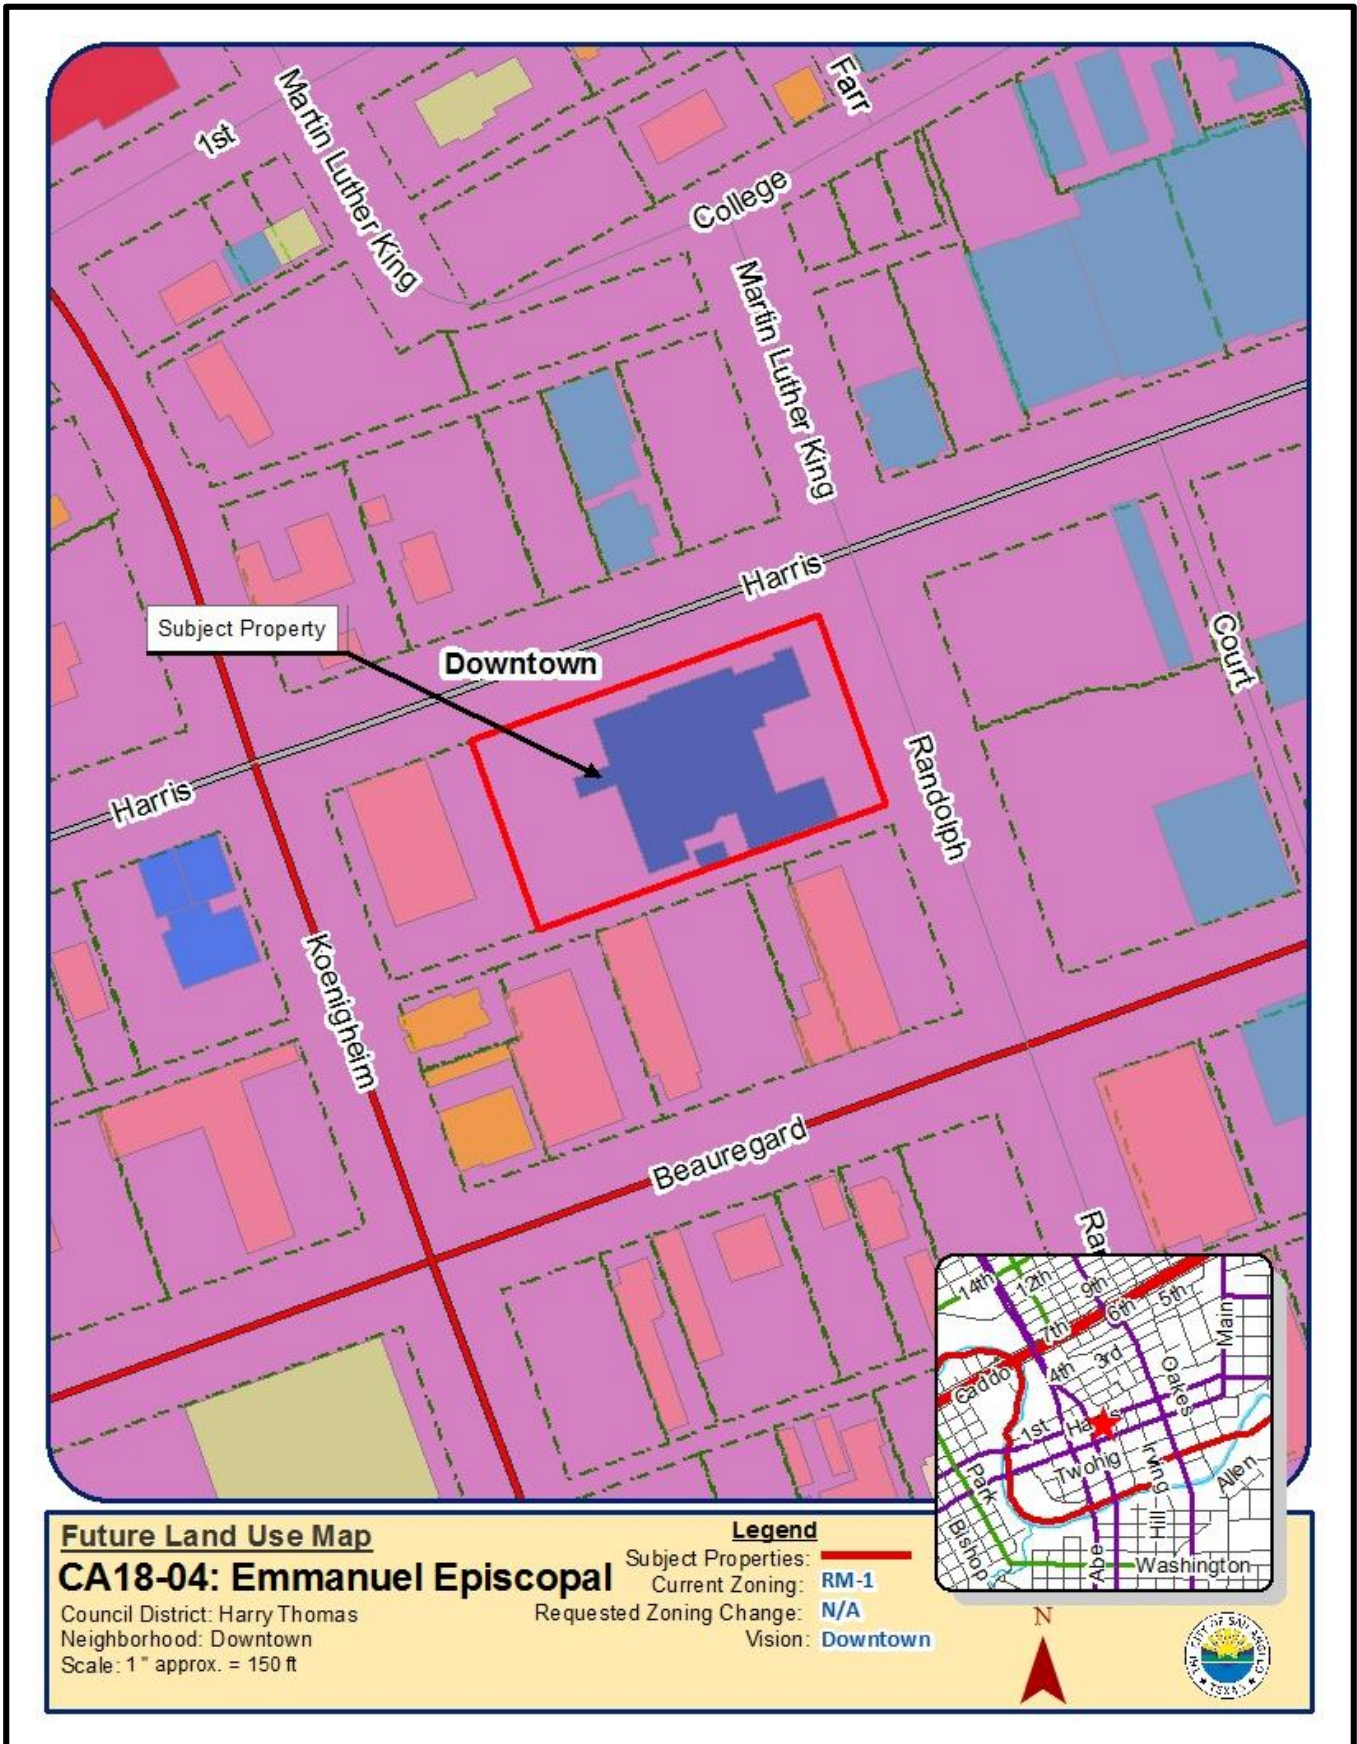 1st
Martin Luther King
Farr
College
Martin Luther King
Harris
Subject Property
Downtown
Court
Harris
Randolph
Koenigheim
Beauregard
14th
12th
9th
6th
5th
7th
Main
4th
3rd
Caddo
Oakes
1st
Twohig
Irving
Allen
Park
Hill
Bishop
Abe
Washington
Future Land Use Map
CA18-04: Emmanuel Episcopal
Council District: Harry Thomas
Neighborhood: Downtown
Scale: 1 " approx. = 150 ft
Legend
Subject Properties:
Current Zoning: RM-1
Requested Zoning Change: N/A
Vision: Downtown
N